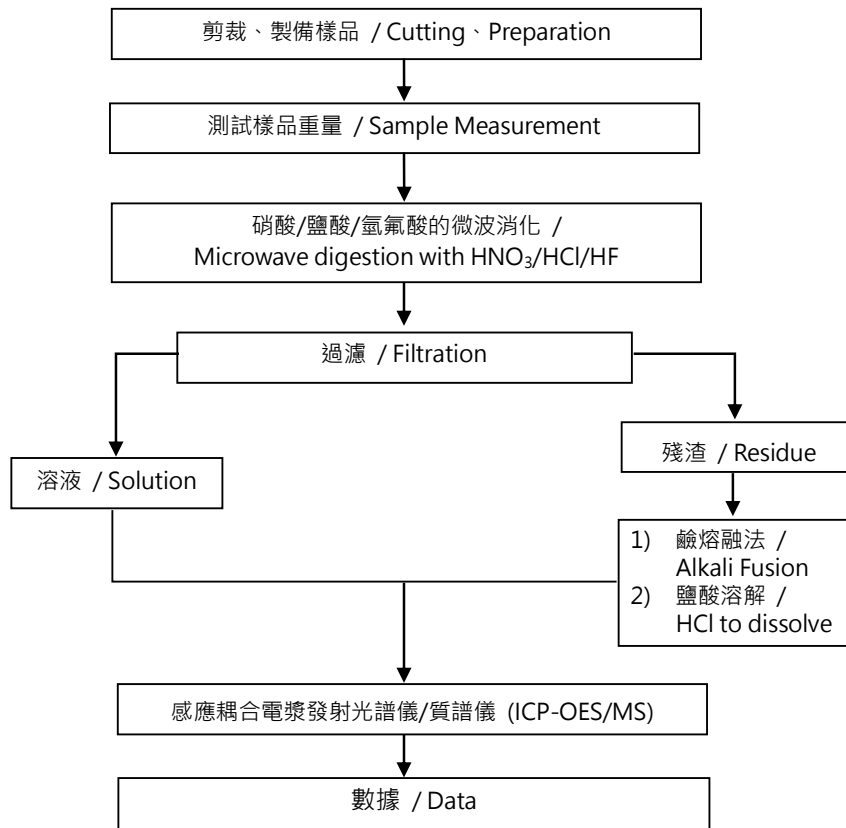 剪裁、製備樣品 / Cutting、Preparation
測試樣品重量 / Sample Measurement
硝酸/鹽酸/氫氟酸的微波消化 /
Microwave digestion with HNO₃/HCl/HF
過濾 / Filtration
溶液 / Solution
殘渣 / Residue
1) 鹼熔融法 /
Alkali Fusion
2) 鹽酸溶解 /
HCl to dissolve
感應耦合電漿發射光譜儀/質譜儀 (ICP-OES/MS)
數據 / Data